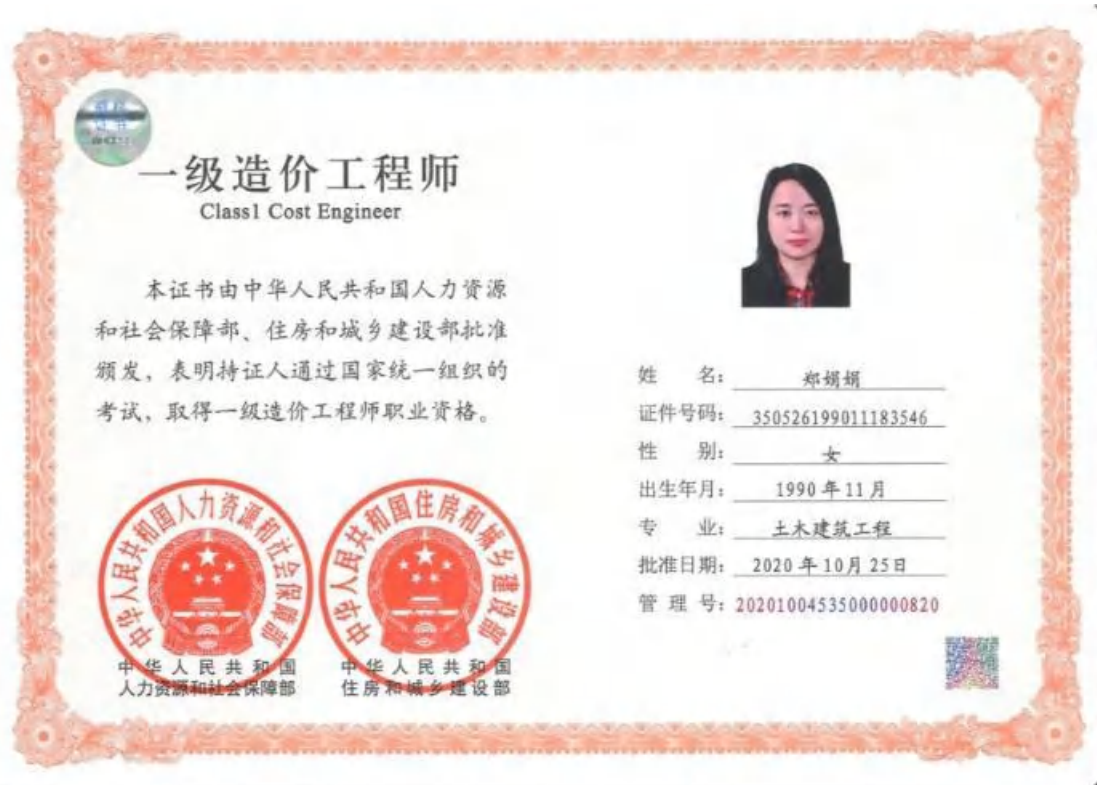 一级造价工程师
Class1 Cost Engineer
本证书由中华人民共和国人力资源
和社会保障部、住房和城乡建设部批准
颁发，表明持证人通过国家统一组织的
考试，取得一级造价工程师职业资格。
中华人民共和国人力资源和社会保障部
中华人民共和国
人力资源和社会保障部
中华人民共和国住房和城乡建设部
中华人民共和国
住房和城乡建设部
姓 名：郑娟娟
证件号码：350526199011183546
性 别：女
出生年月：1990年11月
专 业：土木建筑工程
批准日期：2020年10月25日
管 理 号：20201004535000000820